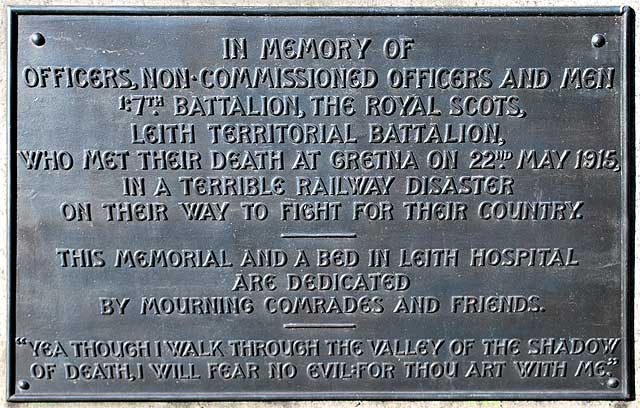 IN MEMORY OF
OFFICERS, NON-COMMISSIONED OFFICERS AND MEN
1:7TH BATTALION, THE ROYAL SCOTS,
LEITH TERRITORIAL BATTALION,
WHO MET THEIR DEATH AT GRETNA ON 22ND MAY 1915,
IN A TERRIBLE RAILWAY DISASTER
ON THEIR WAY TO FIGHT FOR THEIR COUNTRY.
THIS MEMORIAL AND A BED IN LEITH HOSPITAL
ARE DEDICATED
BY MOURNING COMRADES AND FRIENDS.
"YEA THOUGH I WALK THROUGH THE VALLEY OF THE SHADOW
OF DEATH, I WILL FEAR NO EVIL: FOR THOU ART WITH ME."